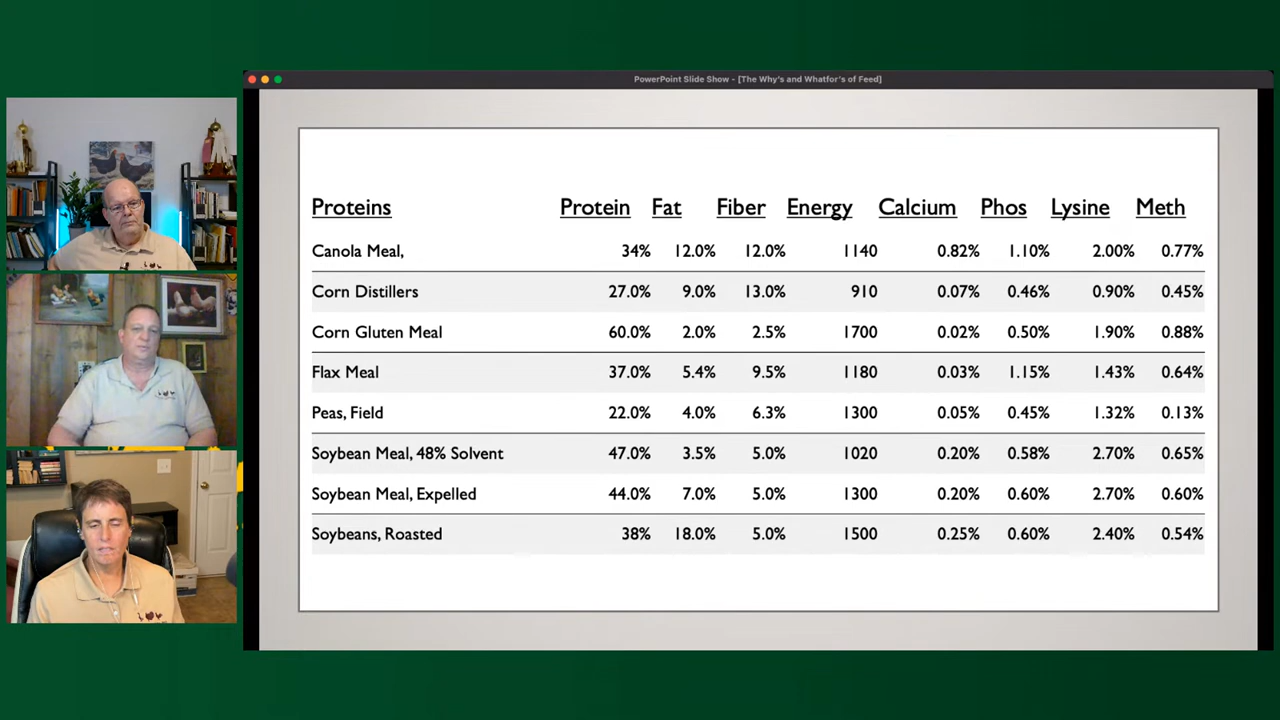 PowerPoint Slide Show - [The Why's and Whatfor's of Feed]
Proteins Protein Fat Fiber Energy Calcium Phos Lysine Meth
Canola Meal, 34% 12.0% 12.0% 1140 0.82% 1.10% 2.00% 0.77%
Corn Distillers 27.0% 9.0% 13.0% 910 0.07% 0.46% 0.90% 0.45%
Corn Gluten Meal 60.0% 2.0% 2.5% 1700 0.02% 0.50% 1.90% 0.88%
Flax Meal 37.0% 5.4% 9.5% 1180 0.03% 1.15% 1.43% 0.64%
Peas, Field 22.0% 4.0% 6.3% 1300 0.05% 0.45% 1.32% 0.13%
Soybean Meal, 48% Solvent 47.0% 3.5% 5.0% 1020 0.20% 0.58% 2.70% 0.65%
Soybean Meal, Expelled 44.0% 7.0% 5.0% 1300 0.20% 0.60% 2.70% 0.60%
Soybeans, Roasted 38% 18.0% 5.0% 1500 0.25% 0.60% 2.40% 0.54%